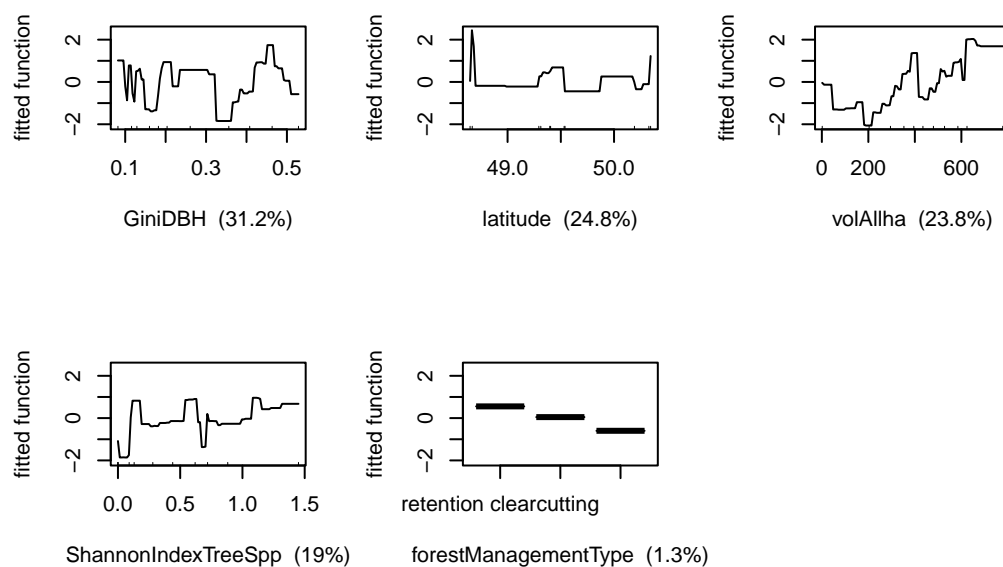 fitted function
2
0
−2
0.1
0.3
0.5
GiniDBH (31.2%)
fitted function
2
0
−2
49.0
50.0
latitude (24.8%)
fitted function
2
0
−2
0
200
600
volAllha (23.8%)
fitted function
2
0
−2
0.0
0.5
1.0
1.5
ShannonIndexTreeSpp (19%)
fitted function
2
0
−2
retention clearcutting
forestManagementType (1.3%)